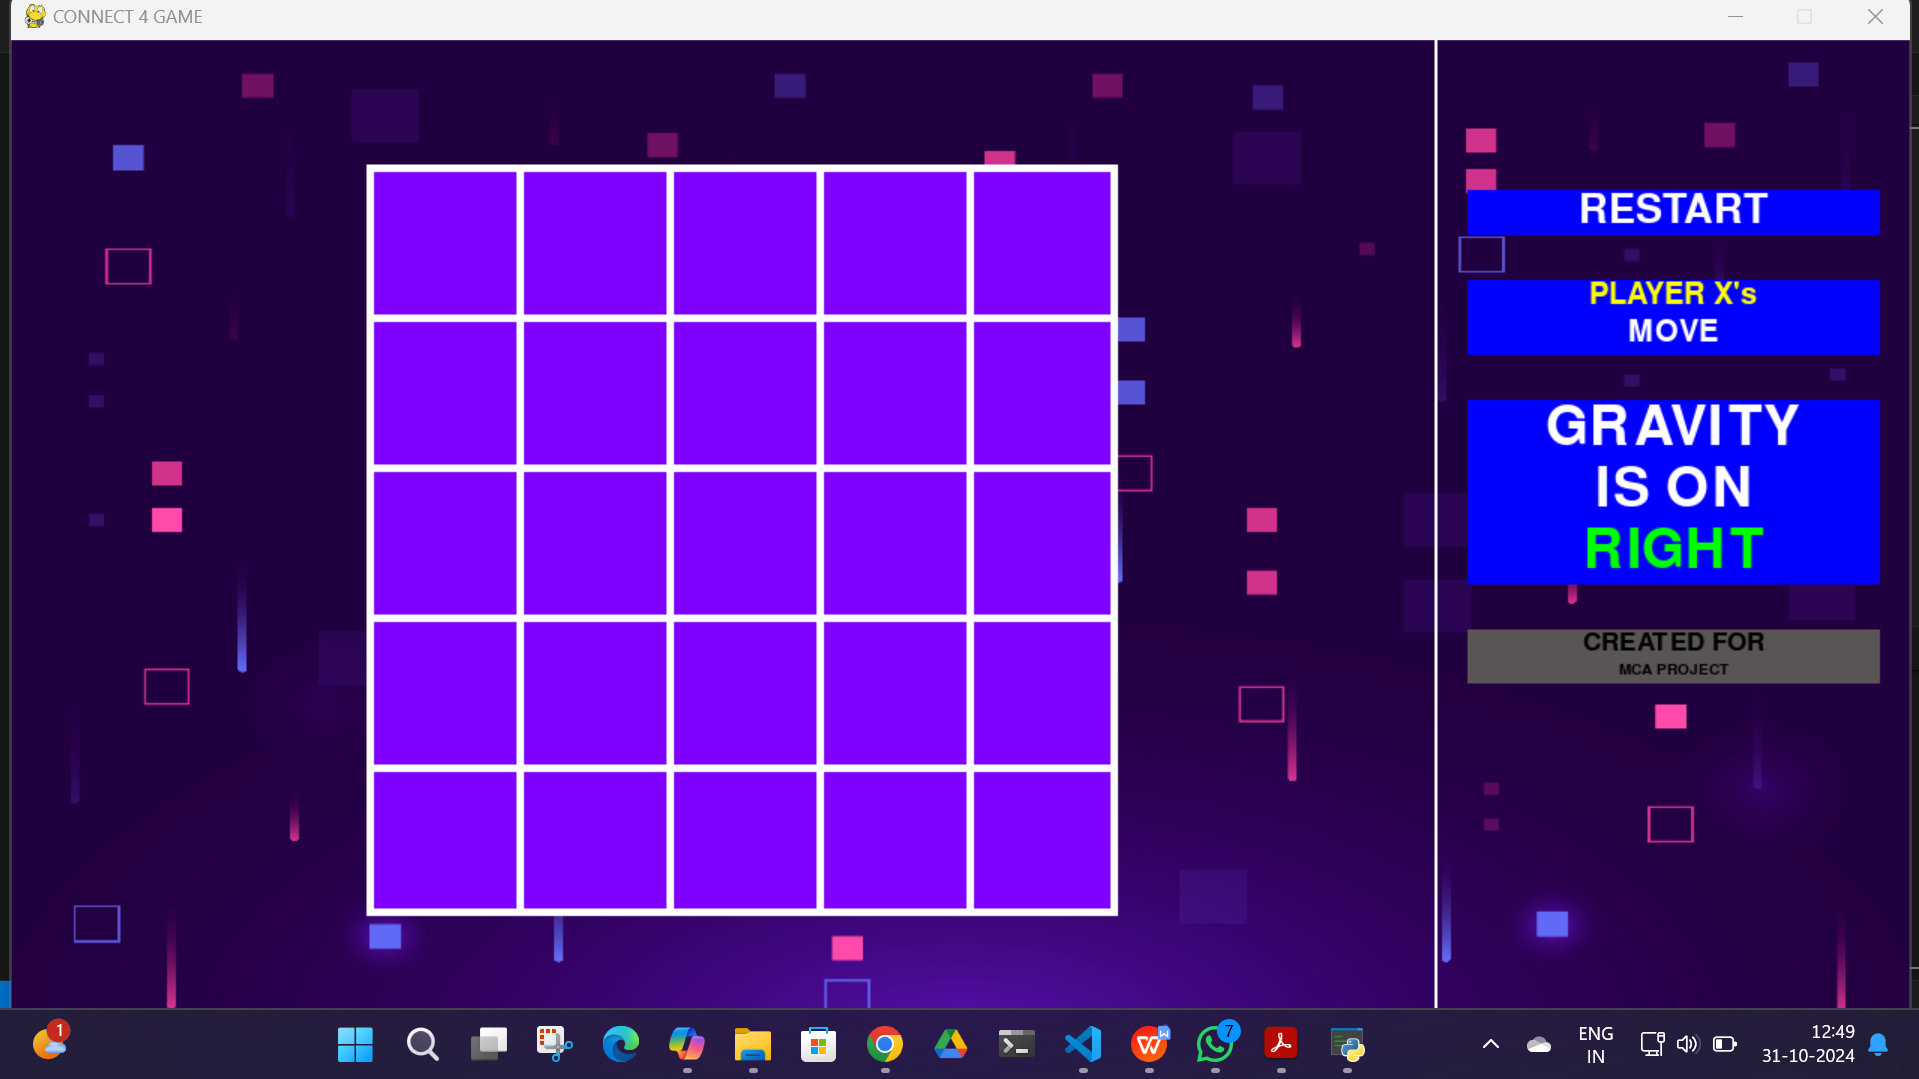 CONNECT 4 GAME
RESTART
PLAYER X's
MOVE
GRAVITY
IS ON
RIGHT
CREATED FOR
MCA PROJECT
1
7
ENG
IN
12:49
31-10-2024